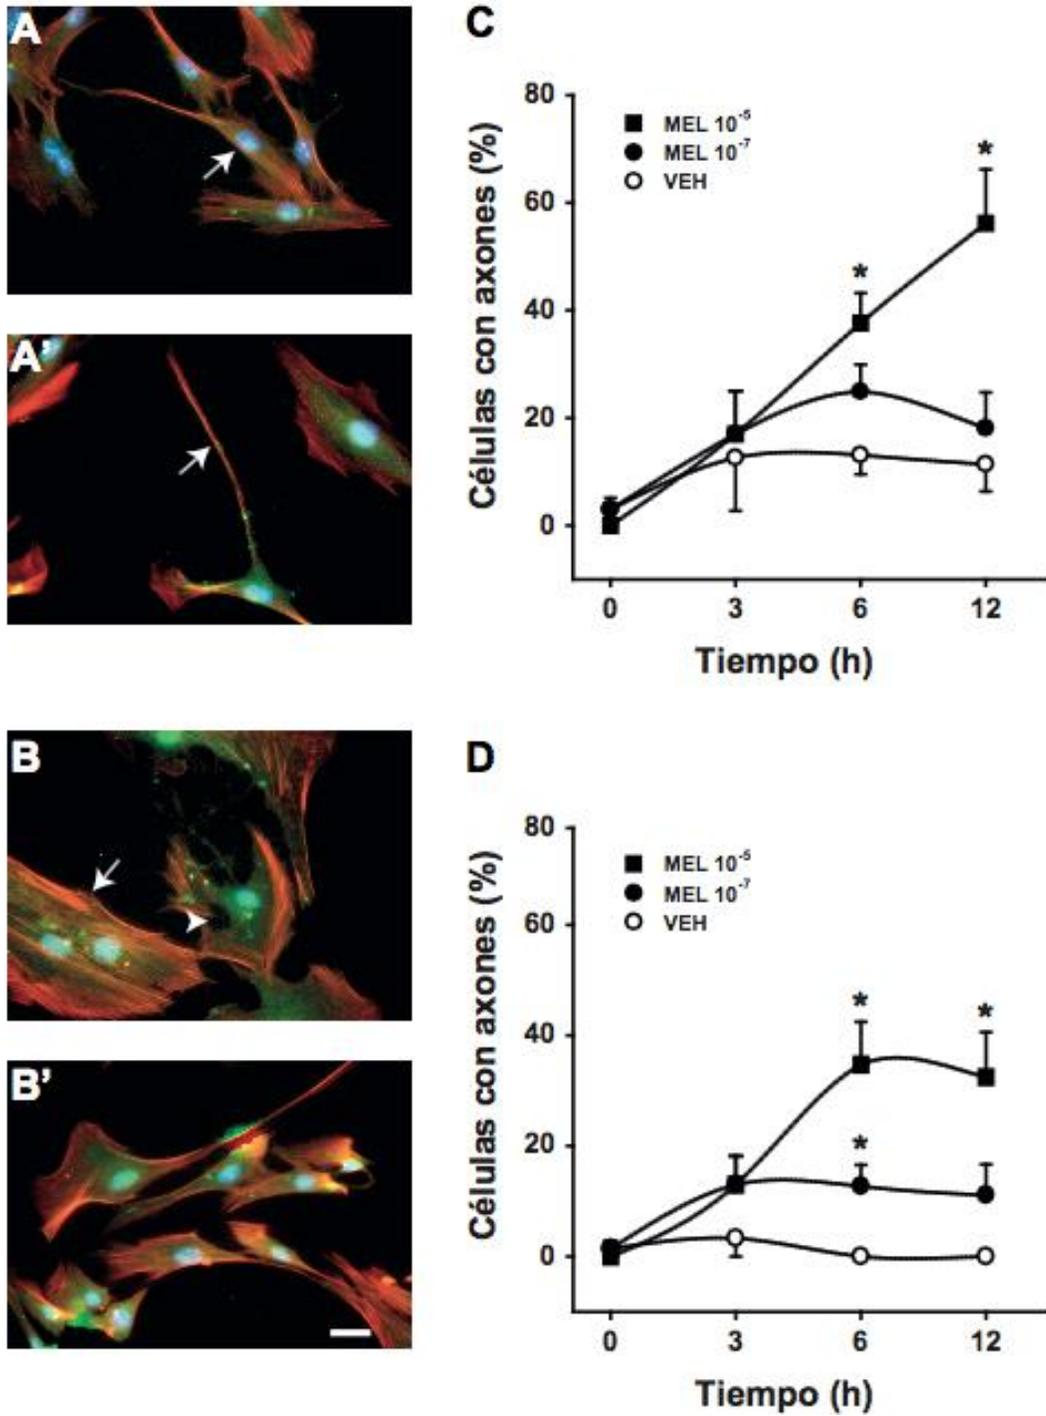 A
A'
C
80
60
40
20
0
Células con axones (%)
MEL 10⁻⁵
MEL 10⁻⁷
VEH
*
*
0 3 6 12
Tiempo (h)
B
B'
D
80
60
40
20
0
Células con axones (%)
MEL 10⁻⁵
MEL 10⁻⁷
VEH
*
*
*
0 3 6 12
Tiempo (h)